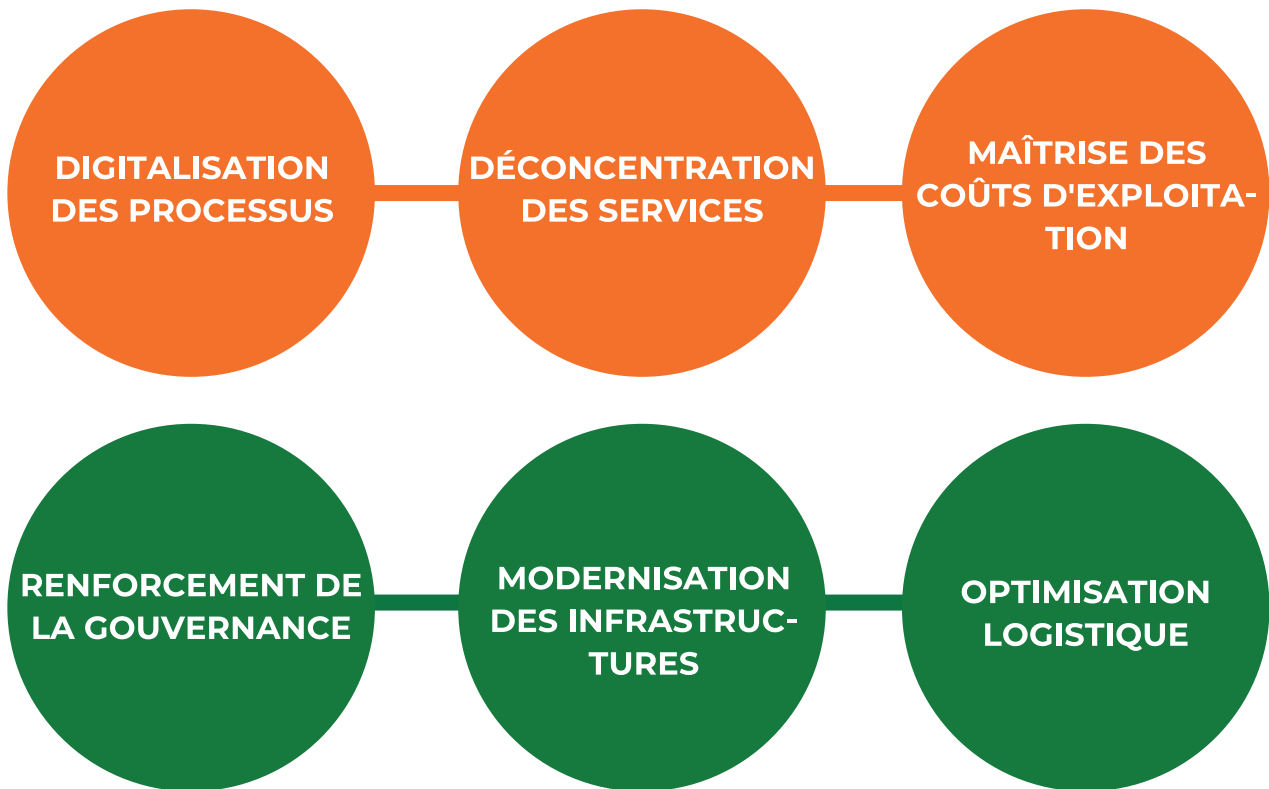 DIGITALISATION
DES PROCESSUS
DÉCONCENTRATION
DES SERVICES
MAÎTRISE DES
COÛTS D'EXPLOITA-
TION
RENFORCEMENT DE
LA GOUVERNANCE
MODERNISATION
DES INFRASTRUC-
TURES
OPTIMISATION
LOGISTIQUE